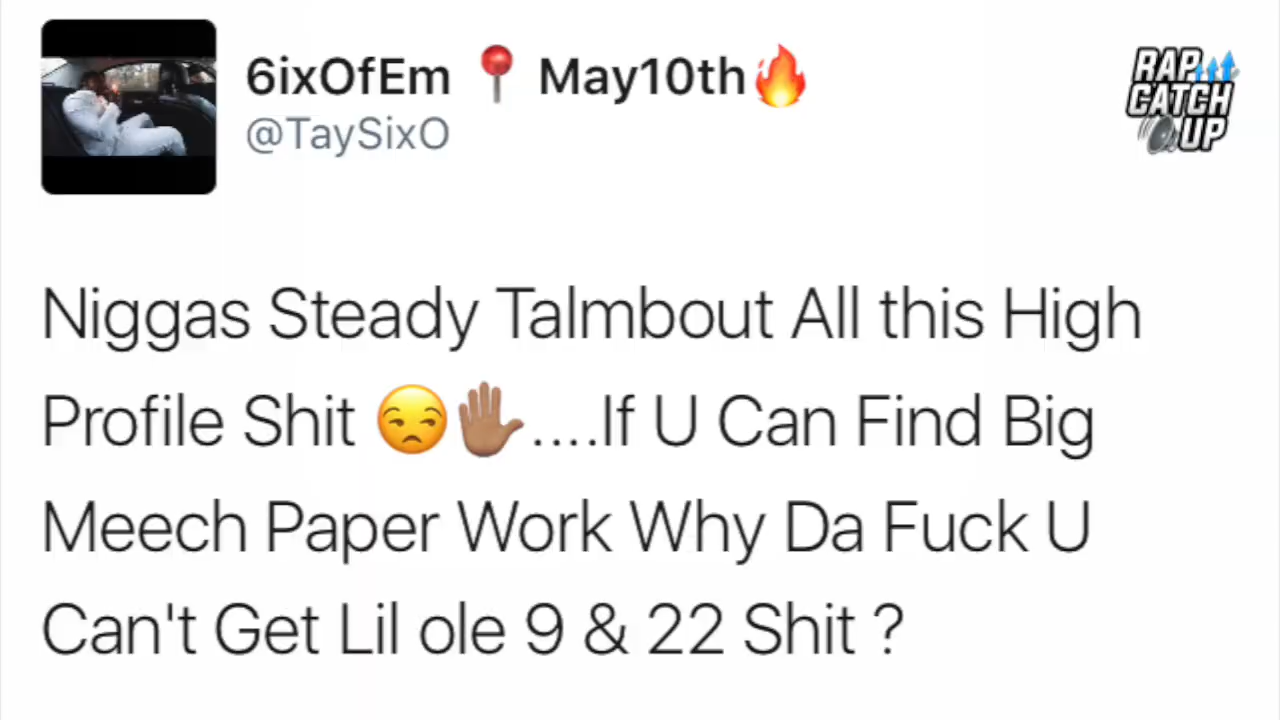 6ixOfEm 📍 May10th🔥
@TaySixO
RAP
CATCH
UP
Niggas Steady Talmbout All this High
Profile Shit 😒✋🏽....If U Can Find Big
Meech Paper Work Why Da Fuck U
Can't Get Lil ole 9 & 22 Shit ?